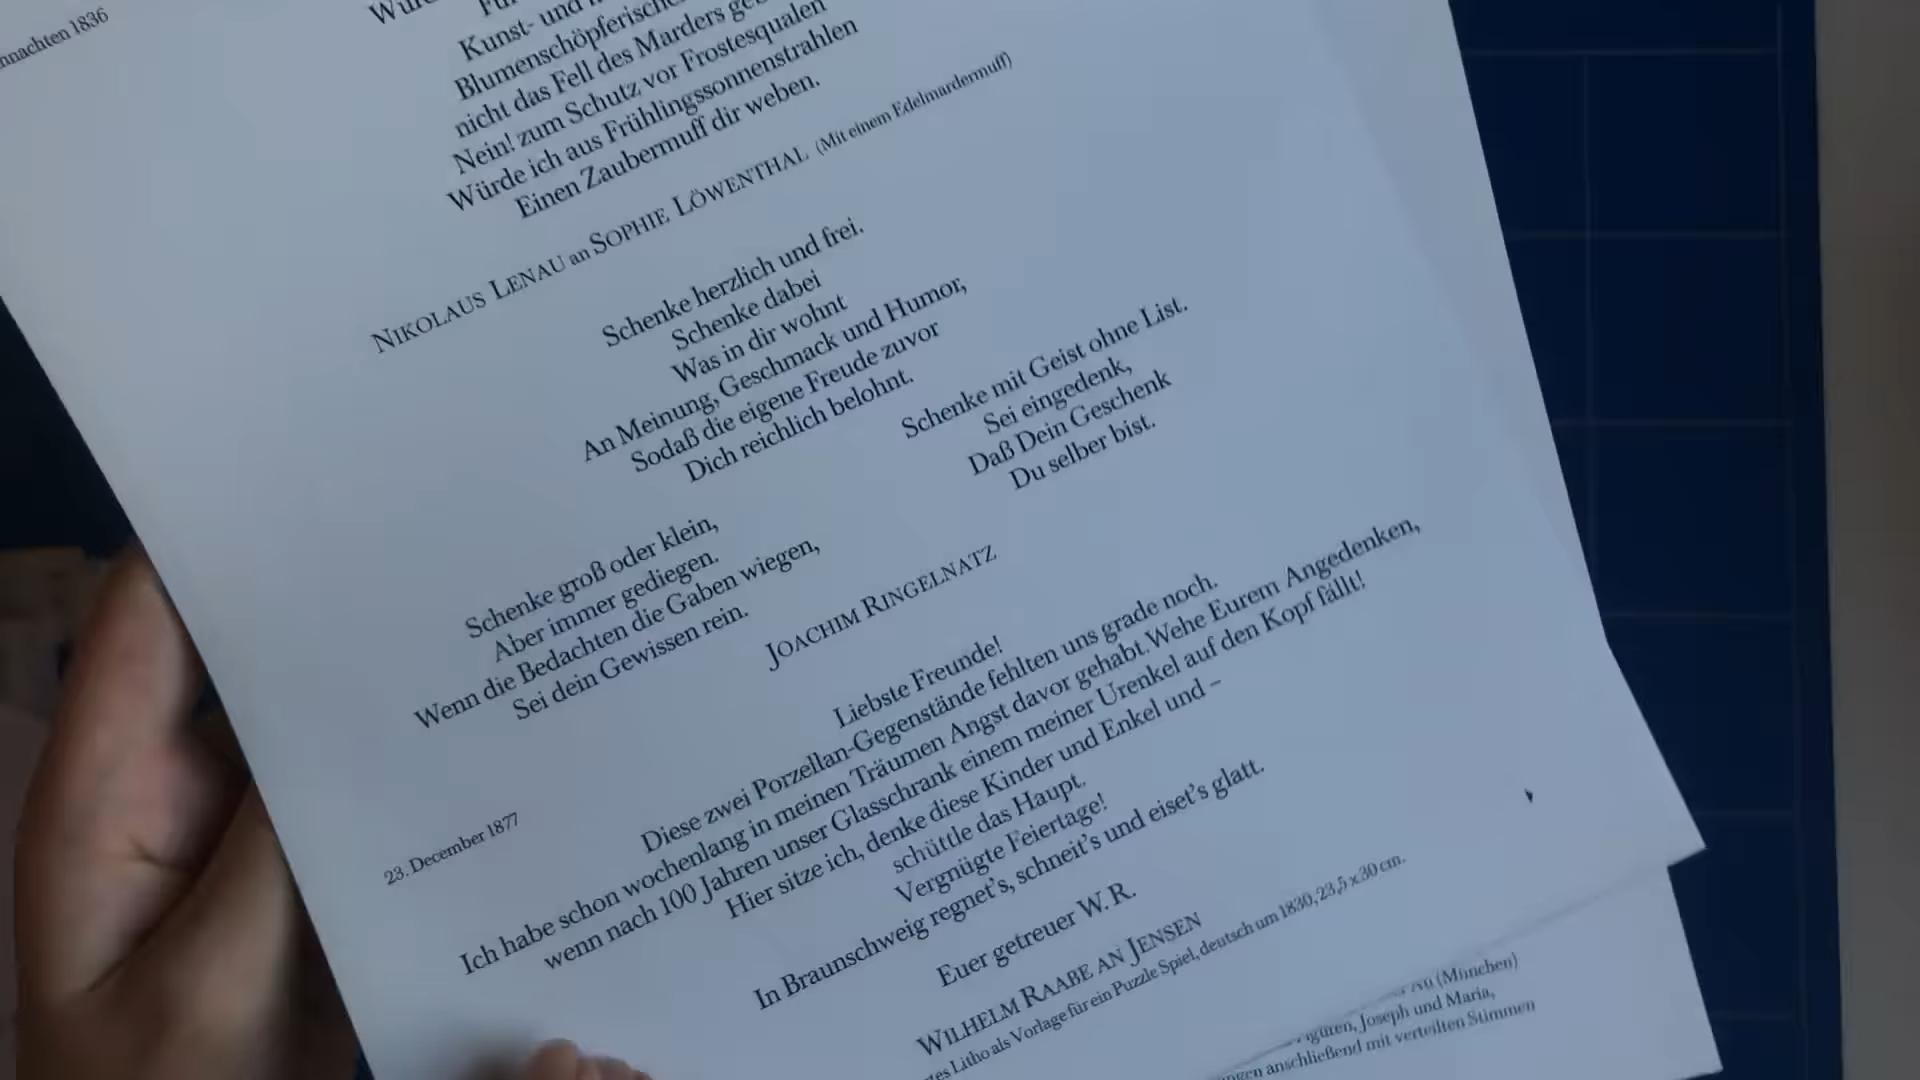 Kunst- und
Blumenschöpferische
nicht das Fell des Marders
Nein! zum Schutz vor Frostesqualen
Würde ich aus Frühlingssonnenstrahlen
Einen Zaubermuff dir weben.
1836
NIKOLAUS LENAU an SOPHIE LÖWENTHAL (Mit einem Edelmardermuff)
Schenke herzlich und frei.
Schenke dabei
Was in dir wohnt
An Meinung, Geschmack und Humor,
Sodaß die eigene Freude zuvor
Dich reichlich belohnt.
Schenke mit Geist ohne List.
Sei eingedenk,
Daß Dein Geschenk
Du selber bist.
Schenke groß oder klein,
Aber immer gediegen.
Wenn die Bedachten die Gaben wiegen,
Sei dein Gewissen rein.
JOACHIM RINGELNATZ
Liebste Freunde!
Diese zwei Porzellan-Gegenstände fehlten uns grade noch.
Ich habe schon wochenlang in meinen Träumen Angst davor gehabt. Wehe Eurem Angedenken,
wenn nach 100 Jahren unser Glasschrank einem meiner Urenkel auf den Kopf fällt!
Hier sitze ich, denke diese Kinder und Enkel und –
schüttle das Haupt.
Vergnügte Feiertage!
In Braunschweig regnet's, schneit's und eiset's glatt.
Euer getreuer W. R.
23. December 1877
WILHELM RAABE AN JENSEN
Litho als Vorlage für ein Puzzle Spiel, deutsch um 1830, 23,5 x 30 cm.
(München)
Joseph und Maria,
anschließend mit verteilten Stimmen